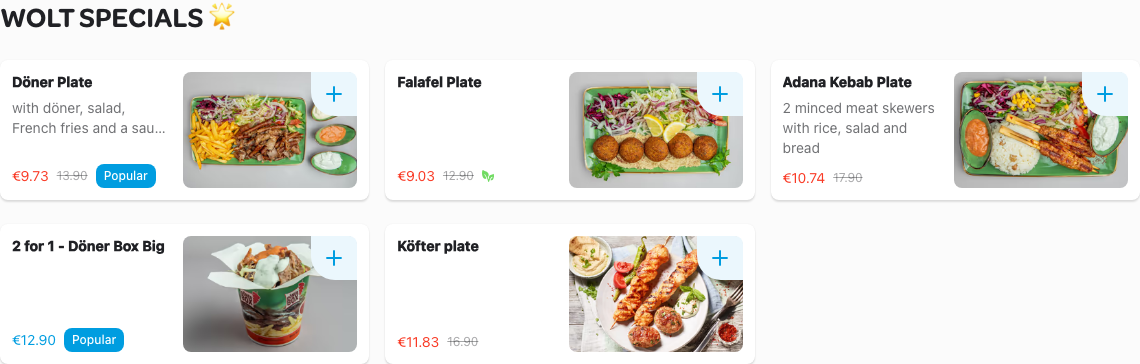 WOLT SPECIALS 🌟
Döner Plate
with döner, salad,
French fries and a sau...
€9.73 13.90 Popular
Falafel Plate
€9.03 12.90
Adana Kebab Plate
2 minced meat skewers
with rice, salad and
bread
€10.74 17.90
2 for 1 - Döner Box Big
€12.90 Popular
Köfter plate
€11.83 16.90